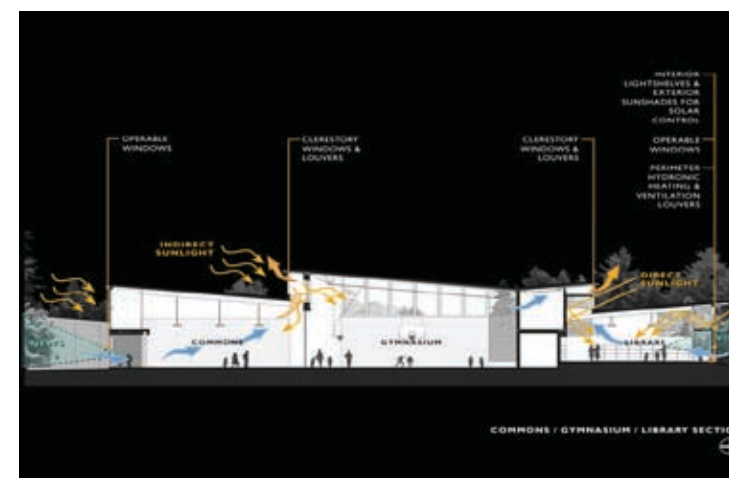 INTERIOR
LIGHTSHELVES &
EXTERIOR
SUNSHADES FOR
SOLAR
CONTROL
OPERABLE
WINDOWS
CLERESTORY
WINDOWS &
LOUVERS
CLERESTORY
WINDOWS &
LOUVERS
OPERABLE
WINDOWS
PERIMETER
HYDRONIC
HEATING &
VENTILATION
LOUVERS
INDIRECT
SUNLIGHT
DIRECT
SUNLIGHT
VIEWS
COMMONS
GYMNASIUM
LIBRARY
COMMONS / GYMNASIUM / LIBRARY SECTIO